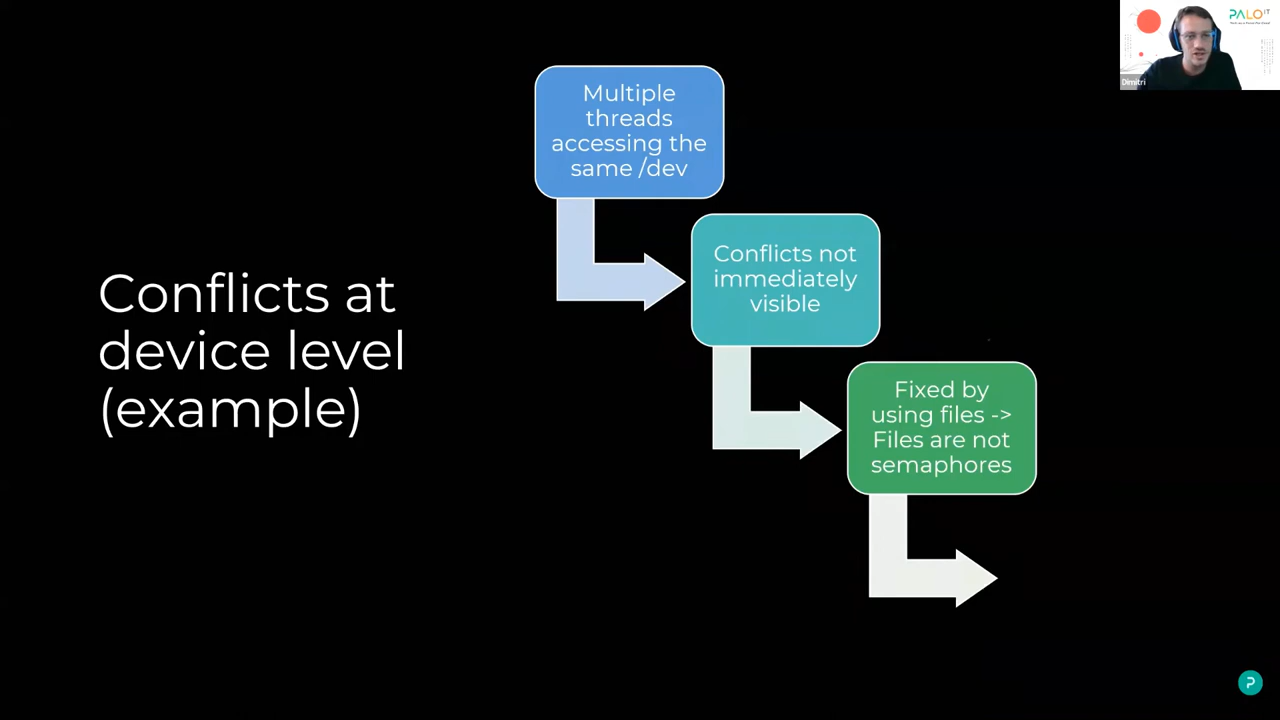 Conflicts at
device level
(example)
Multiple
threads
accessing the
same /dev
Conflicts not
immediately
visible
Fixed by
using files ->
Files are not
semaphores
PALO IT
Dimitri